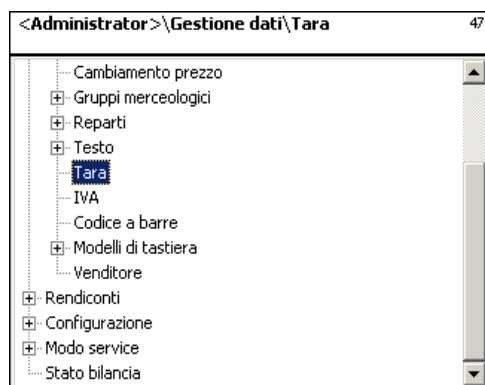 <Administrator>\Gestione dati\Tara 47
Cambiamento prezzo
Gruppi merceologici
Reparti
Testo
Tara
IVA
Codice a barre
Modelli di tastiera
Venditore
Rendiconti
Configurazione
Modo service
Stato bilancia